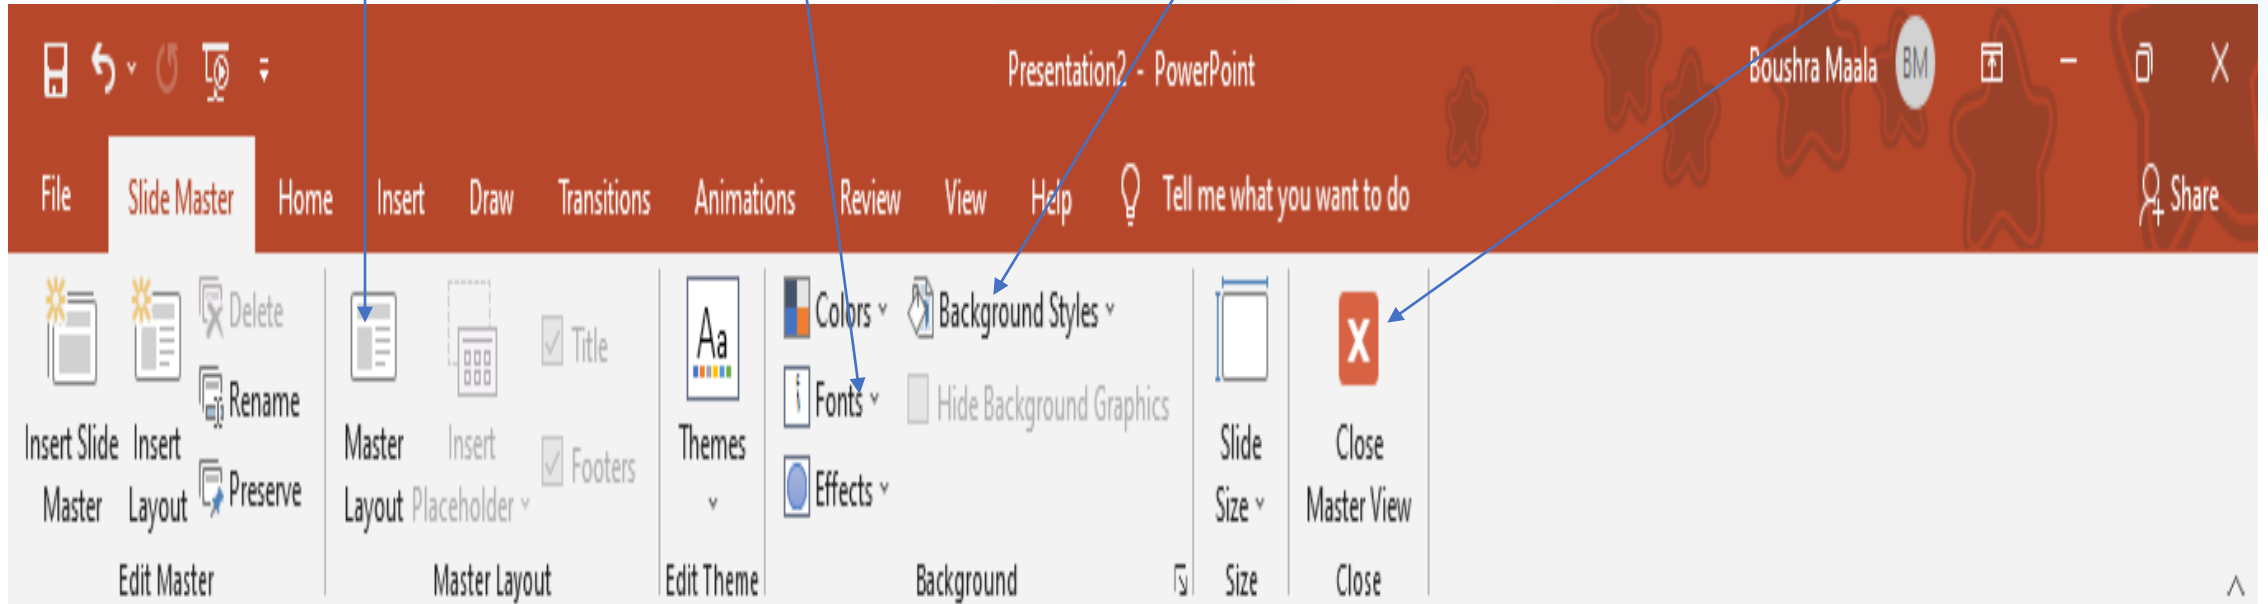 Presentation2 - PowerPoint
Boushra Maala BM
File Slide Master Home Insert Draw Transitions Animations Review View Help Tell me what you want to do Share
Insert Slide Master
Insert Layout
Delete
Rename
Preserve
Edit Master
Master Layout
Insert Placeholder
Title
Footers
Master Layout
Aa
Themes
Edit Theme
Colors
Fonts
Effects
Background Styles
Hide Background Graphics
Background
Slide Size
Size
X
Close Master View
Close